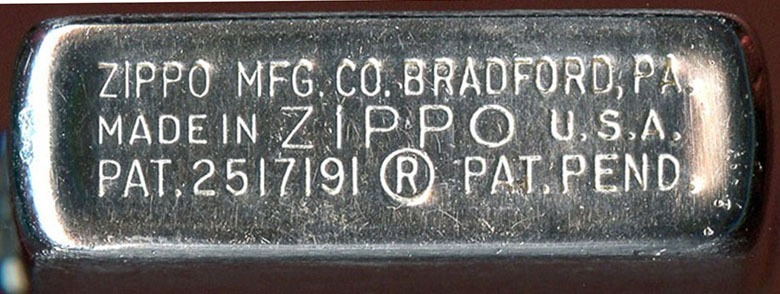 ZIPPO MFG. CO. BRADFORD, PA.
MADE IN ZIPPO U.S.A.
PAT. 2517191 ® PAT. PEND.